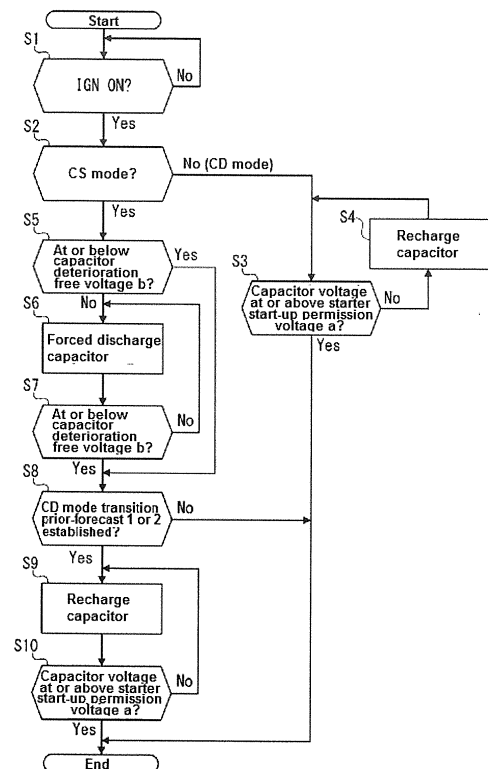 Start
S1
IGN ON?
No
Yes
S2
CS mode?
No (CD mode)
Yes
S4
Recharge
capacitor
S3
Capacitor voltage
at or above starter
start-up permission
voltage a?
No
Yes
S5
At or below
capacitor
deterioration
free voltage b?
Yes
No
S6
Forced discharge
capacitor
S7
At or below
capacitor
deterioration
free voltage b?
No
Yes
S8
CD mode transition
prior-forecast 1 or 2
established?
No
Yes
S9
Recharge
capacitor
S10
Capacitor voltage
at or above starter
start-up permission
voltage a?
No
Yes
End